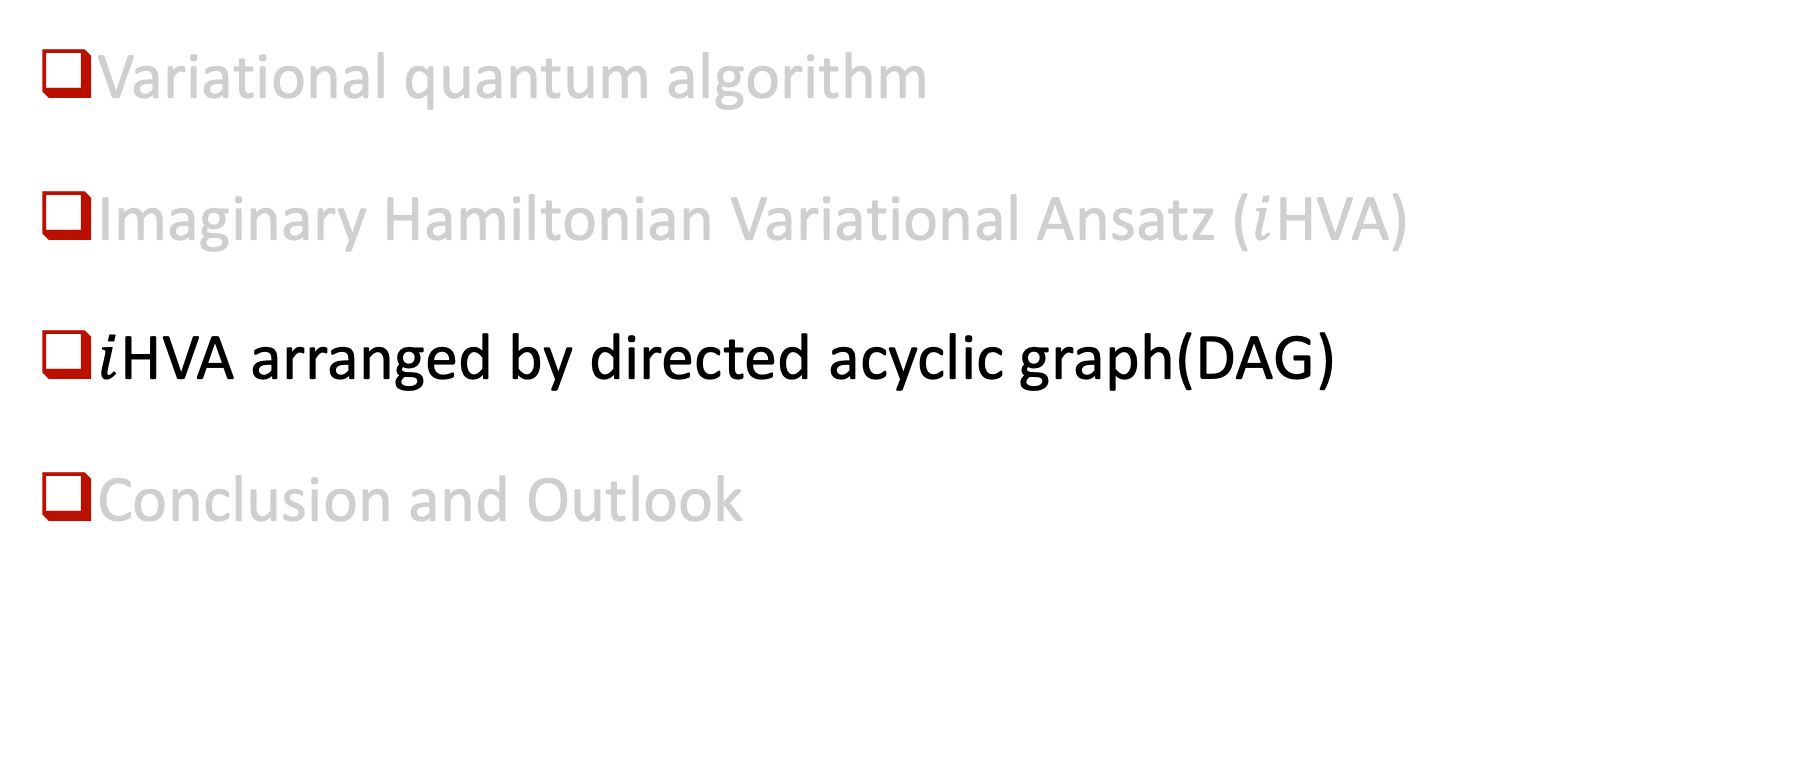 Variational quantum algorithm
Imaginary Hamiltonian Variational Ansatz (iHVA)
iHVA arranged by directed acyclic graph(DAG)
Conclusion and Outlook